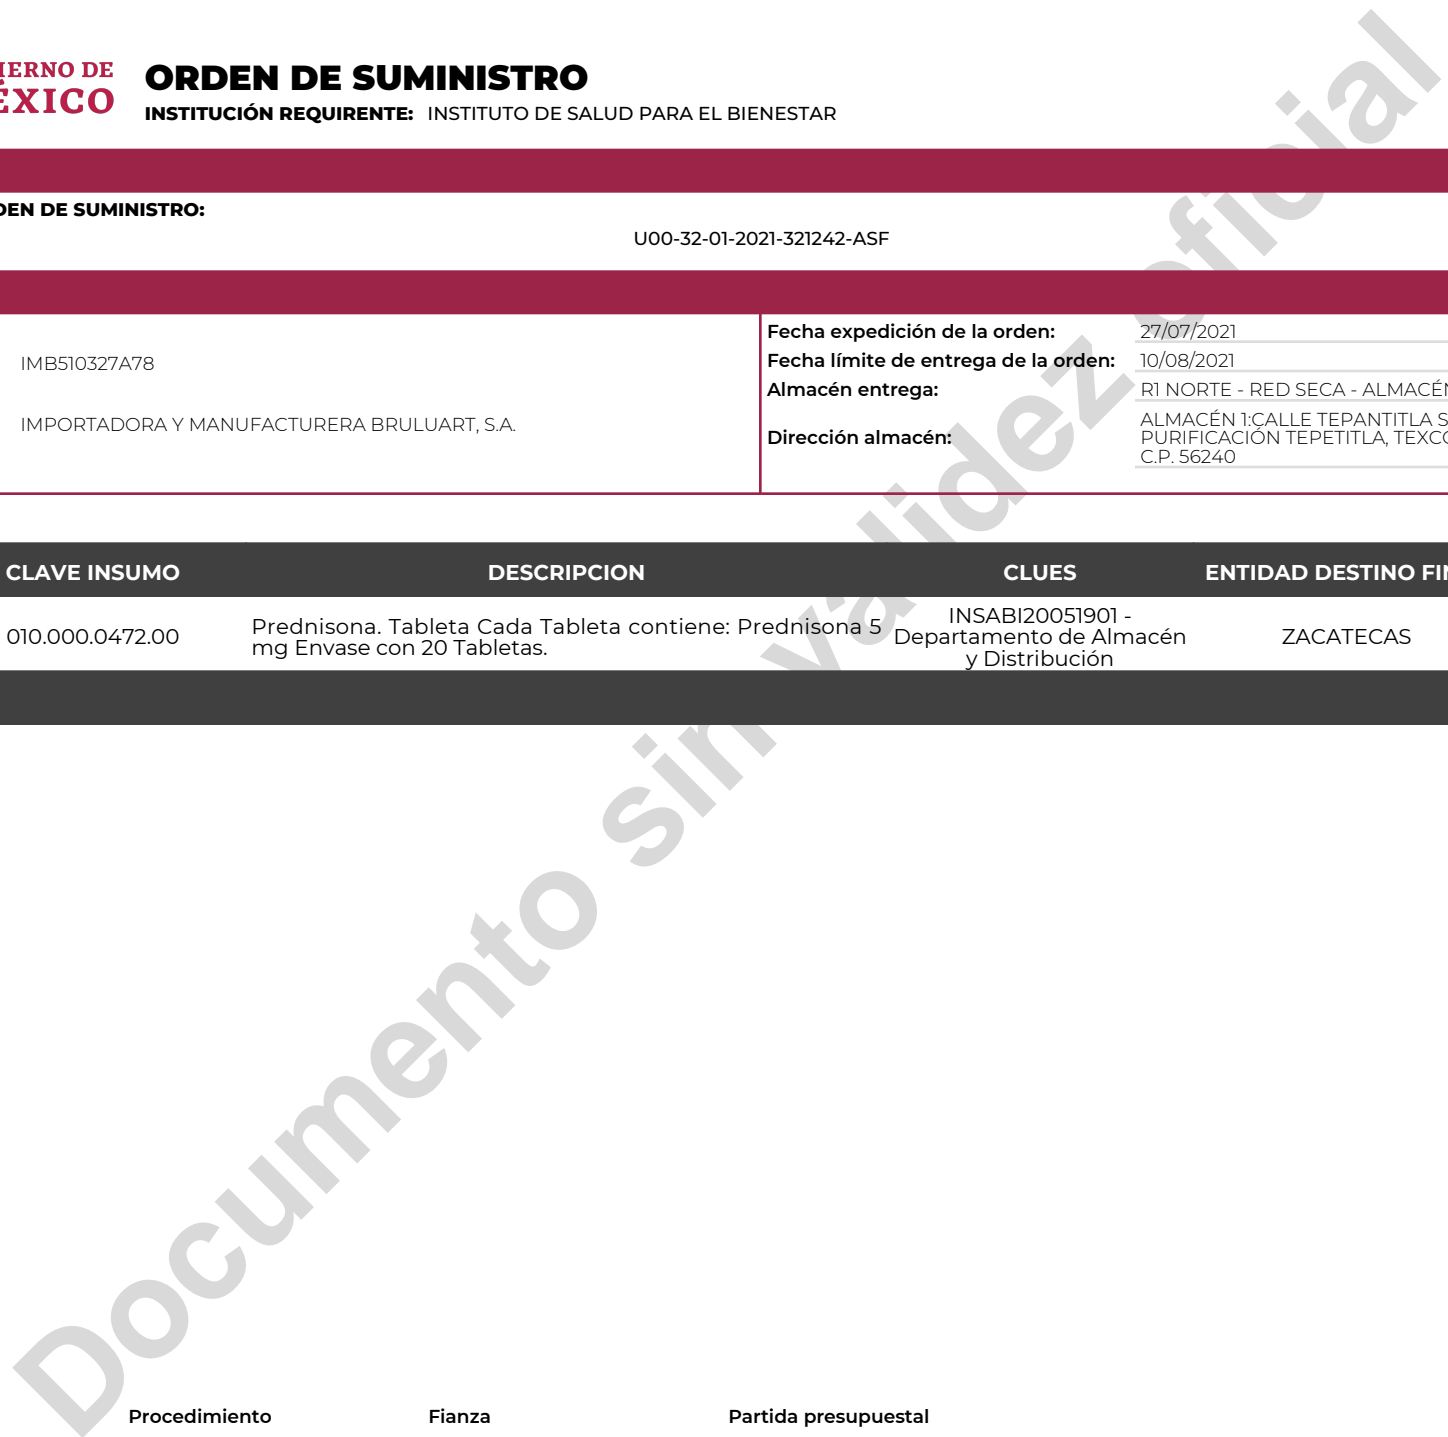 IERNO DE
ÉXICO
ORDEN DE SUMINISTRO
INSTITUCIÓN REQUIRENTE: INSTITUTO DE SALUD PARA EL BIENESTAR
DEN DE SUMINISTRO:
U00-32-01-2021-321242-ASF
IMB510327A78
IMPORTADORA Y MANUFACTURERA BRULUART, S.A.
Fecha expedición de la orden: 27/07/2021
Fecha límite de entrega de la orden: 10/08/2021
Almacén entrega: R1 NORTE - RED SECA - ALMACÉN
Dirección almacén:
ALMACÉN 1:CALLE TEPANTITLA S
PURIFICACIÓN TEPETITLA, TEXCO
C.P. 56240
CLAVE INSUMO DESCRIPCION CLUES ENTIDAD DESTINO FIN
010.000.0472.00
Prednisona. Tableta Cada Tableta contiene: Prednisona 5
mg Envase con 20 Tabletas.
INSABI20051901 -
Departamento de Almacén
y Distribución
ZACATECAS
Documento sin validez oficial
Procedimiento Fianza Partida presupuestal